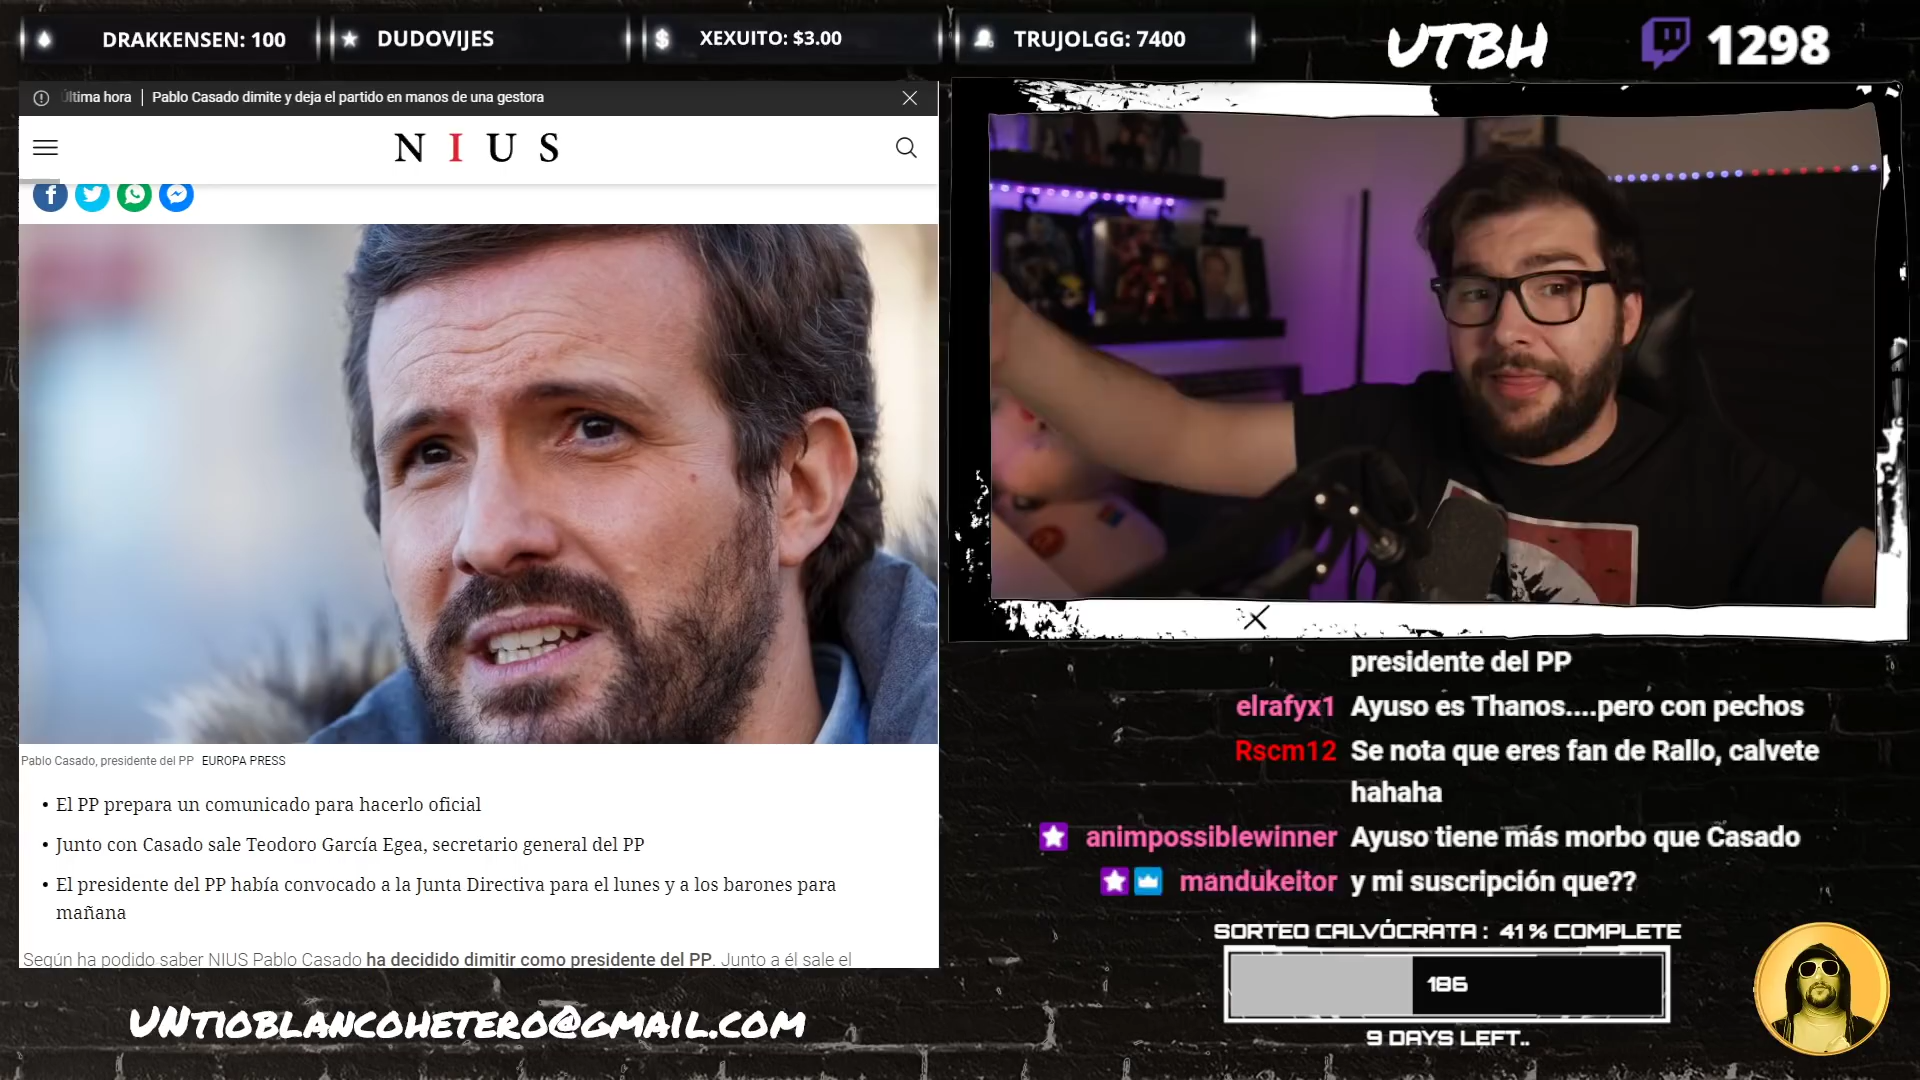 DRAKKENSEN: 100
DUDOVIJES
XEXUITO: $3.00
TRUJOLGG: 7400
UTBH
1298
Última hora | Pablo Casado dimite y deja el partido en manos de una gestora
NIUS
Pablo Casado, presidente del PP EUROPA PRESS
• El PP prepara un comunicado para hacerlo oficial
• Junto con Casado sale Teodoro García Egea, secretario general del PP
• El presidente del PP había convocado a la Junta Directiva para el lunes y a los barones para
mañana
Según ha podido saber NIUS Pablo Casado ha decidido dimitir como presidente del PP. Junto a él sale el
UNTIOBLANCOHETERO@GMAIL.COM
presidente del PP
elrafyx1 Ayuso es Thanos....pero con pechos
Rscm12 Se nota que eres fan de Rallo, calvete
hahaha
animpossiblewinner Ayuso tiene más morbo que Casado
mandukeitor y mi suscripción que??
SORTEO CALVÓCRATA : 41% COMPLETE
186
9 DAYS LEFT..